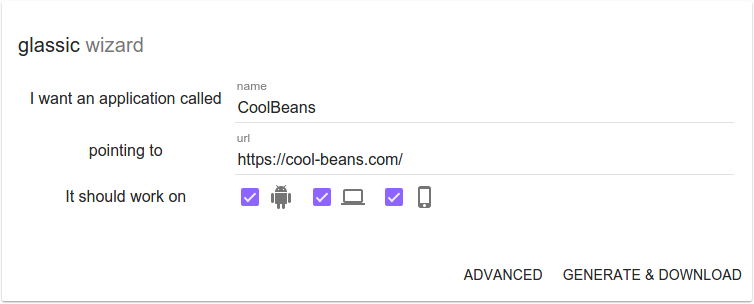 glassic wizard
name
I want an application called CoolBeans
url
pointing to https://cool-beans.com/
It should work on
ADVANCED GENERATE & DOWNLOAD